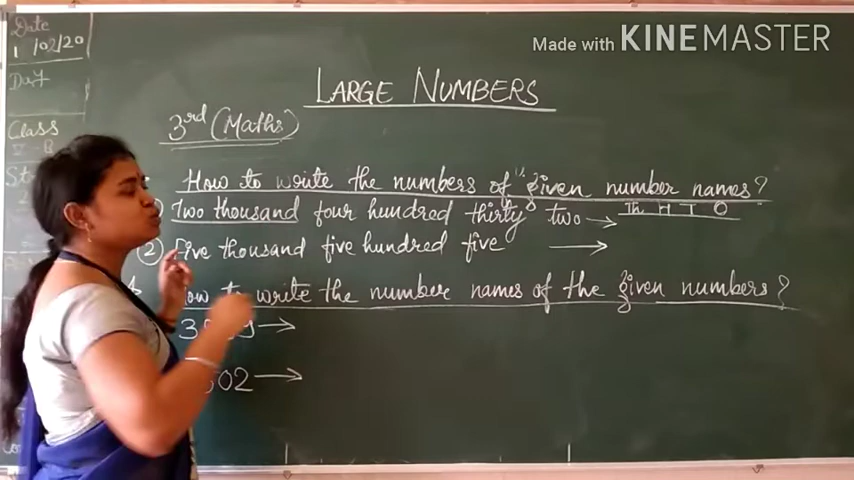 Made with KINEMASTER
Date
1 /02/20
Day
Class
LARGE NUMBERS
3rd (Maths)
How to write the numbers of given number names?
Two thousand four hundred thirty two → Th H T O
(2) Five thousand five hundred five →
How to write the number names of the given numbers?
→
502 →